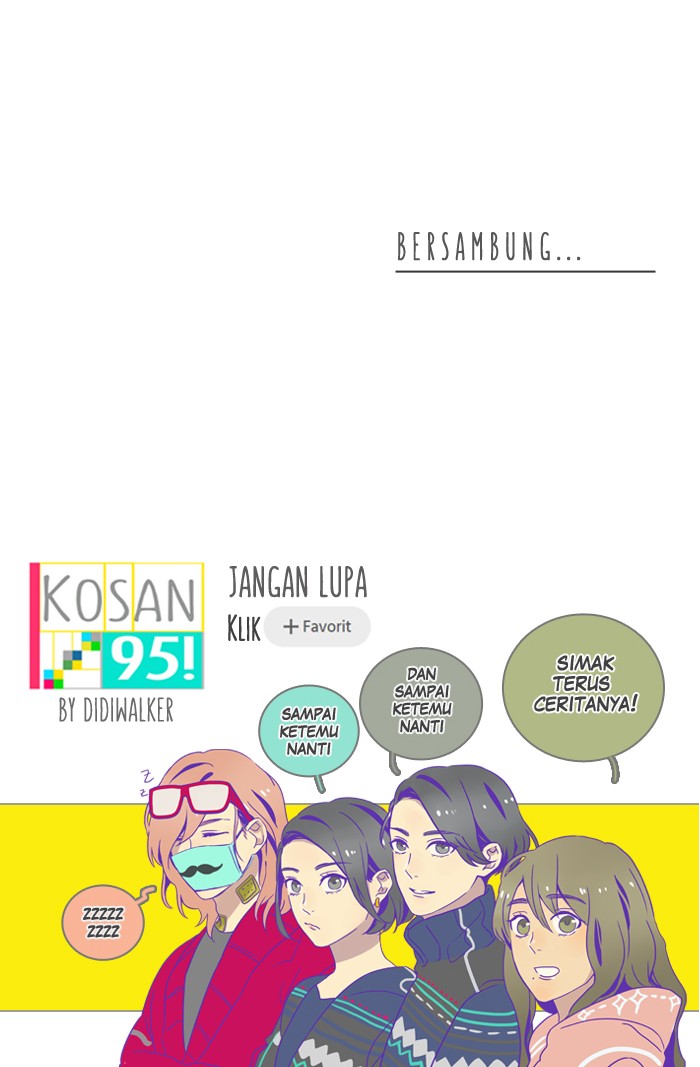 BERSAMBUNG...
KOSAN
95!
BY DIDIWALKER
JANGAN LUPA
KLIK + Favorit
SIMAK
TERUS
CERITANYA!
DAN
SAMPAI
KETEMU
NANTI
SAMPAI
KETEMU
NANTI
Z
Z
ZZZZZ
ZZZZ